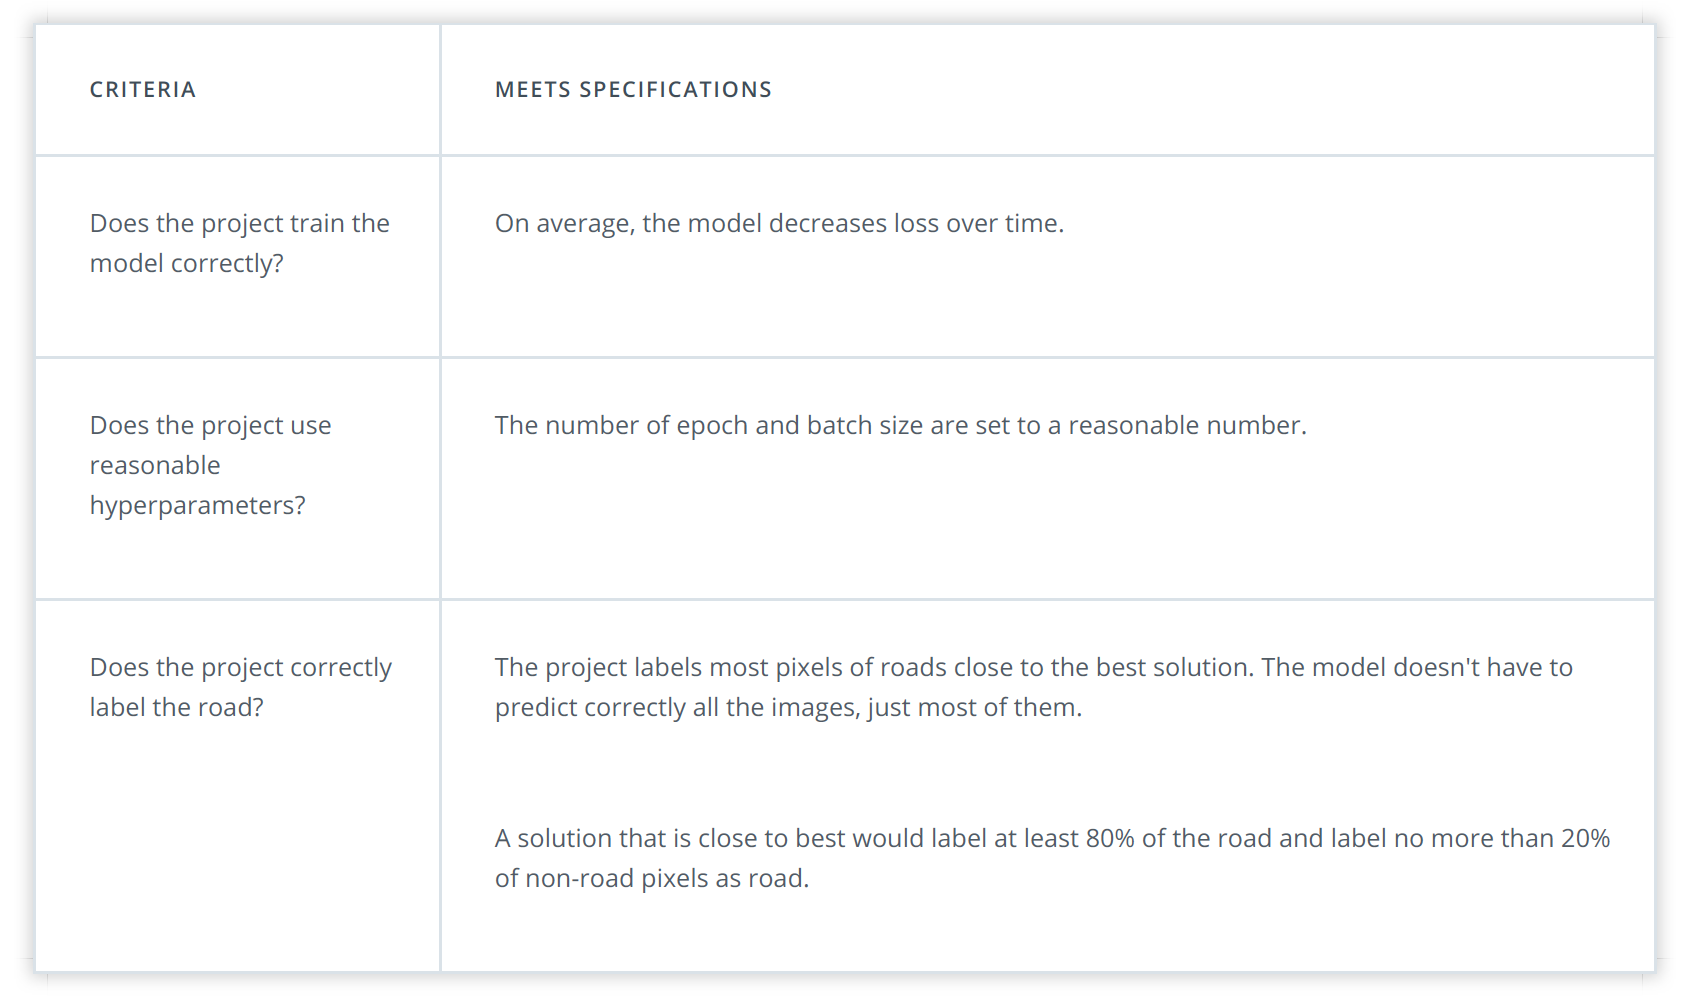 CRITERIA
MEETS SPECIFICATIONS
Does the project train the
model correctly?
On average, the model decreases loss over time.
Does the project use
reasonable
hyperparameters?
The number of epoch and batch size are set to a reasonable number.
Does the project correctly
label the road?
The project labels most pixels of roads close to the best solution. The model doesn't have to
predict correctly all the images, just most of them.
A solution that is close to best would label at least 80% of the road and label no more than 20%
of non-road pixels as road.